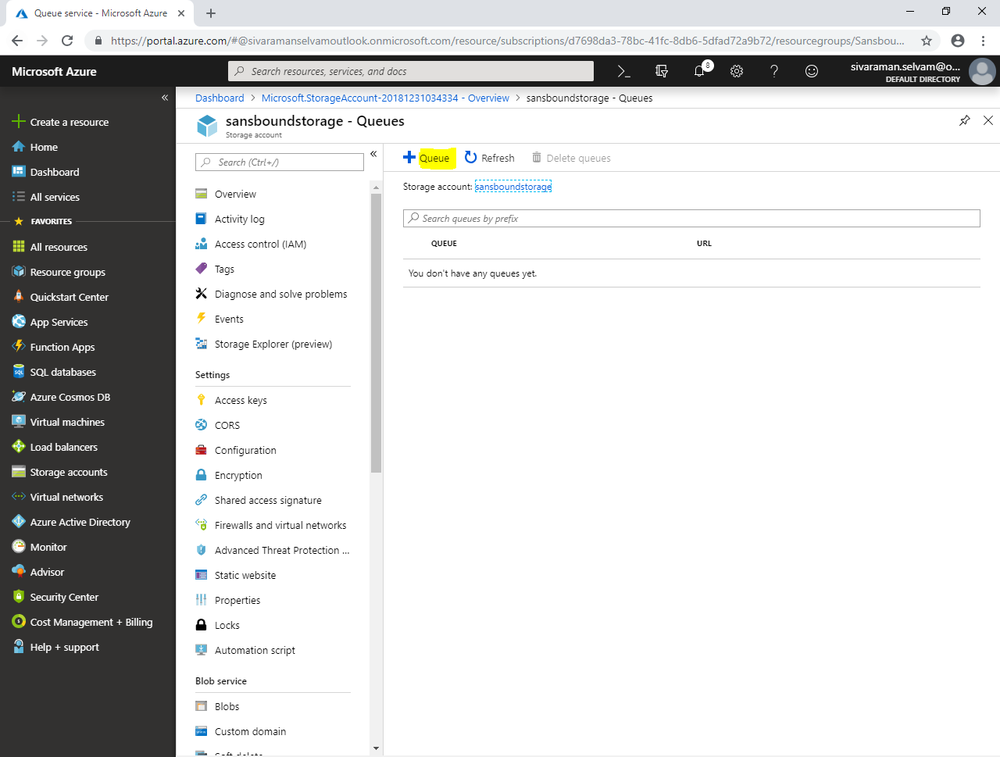 Queue service - Microsoft Azure
https://portal.azure.com/#@sivaramanselvamoutlook.onmicrosoft.com/resource/subscriptions/d7698da3-78bc-41fc-8db6-5dfad72a9b72/resourcegroups/Sansbou...
Microsoft Azure
Search resources, services, and docs
8
sivaraman.selvam@o...
DEFAULT DIRECTORY
Create a resource
Home
Dashboard
All services
FAVORITES
All resources
Resource groups
Quickstart Center
App Services
Function Apps
SQL databases
Azure Cosmos DB
Virtual machines
Load balancers
Storage accounts
Virtual networks
Azure Active Directory
Monitor
Advisor
Security Center
Cost Management + Billing
Help + support
Dashboard > Microsoft.StorageAccount-20181231034334 - Overview > sansboundstorage - Queues
sansboundstorage - Queues
Storage account
Search (Ctrl+/)
Overview
Activity log
Access control (IAM)
Tags
Diagnose and solve problems
Events
Storage Explorer (preview)
Settings
Access keys
CORS
Configuration
Encryption
Shared access signature
Firewalls and virtual networks
Advanced Threat Protection ...
Static website
Properties
Locks
Automation script
Blob service
Blobs
Custom domain
Soft delete
Queue Refresh Delete queues
Storage account: sansboundstorage
Search queues by prefix
QUEUE URL
You don't have any queues yet.